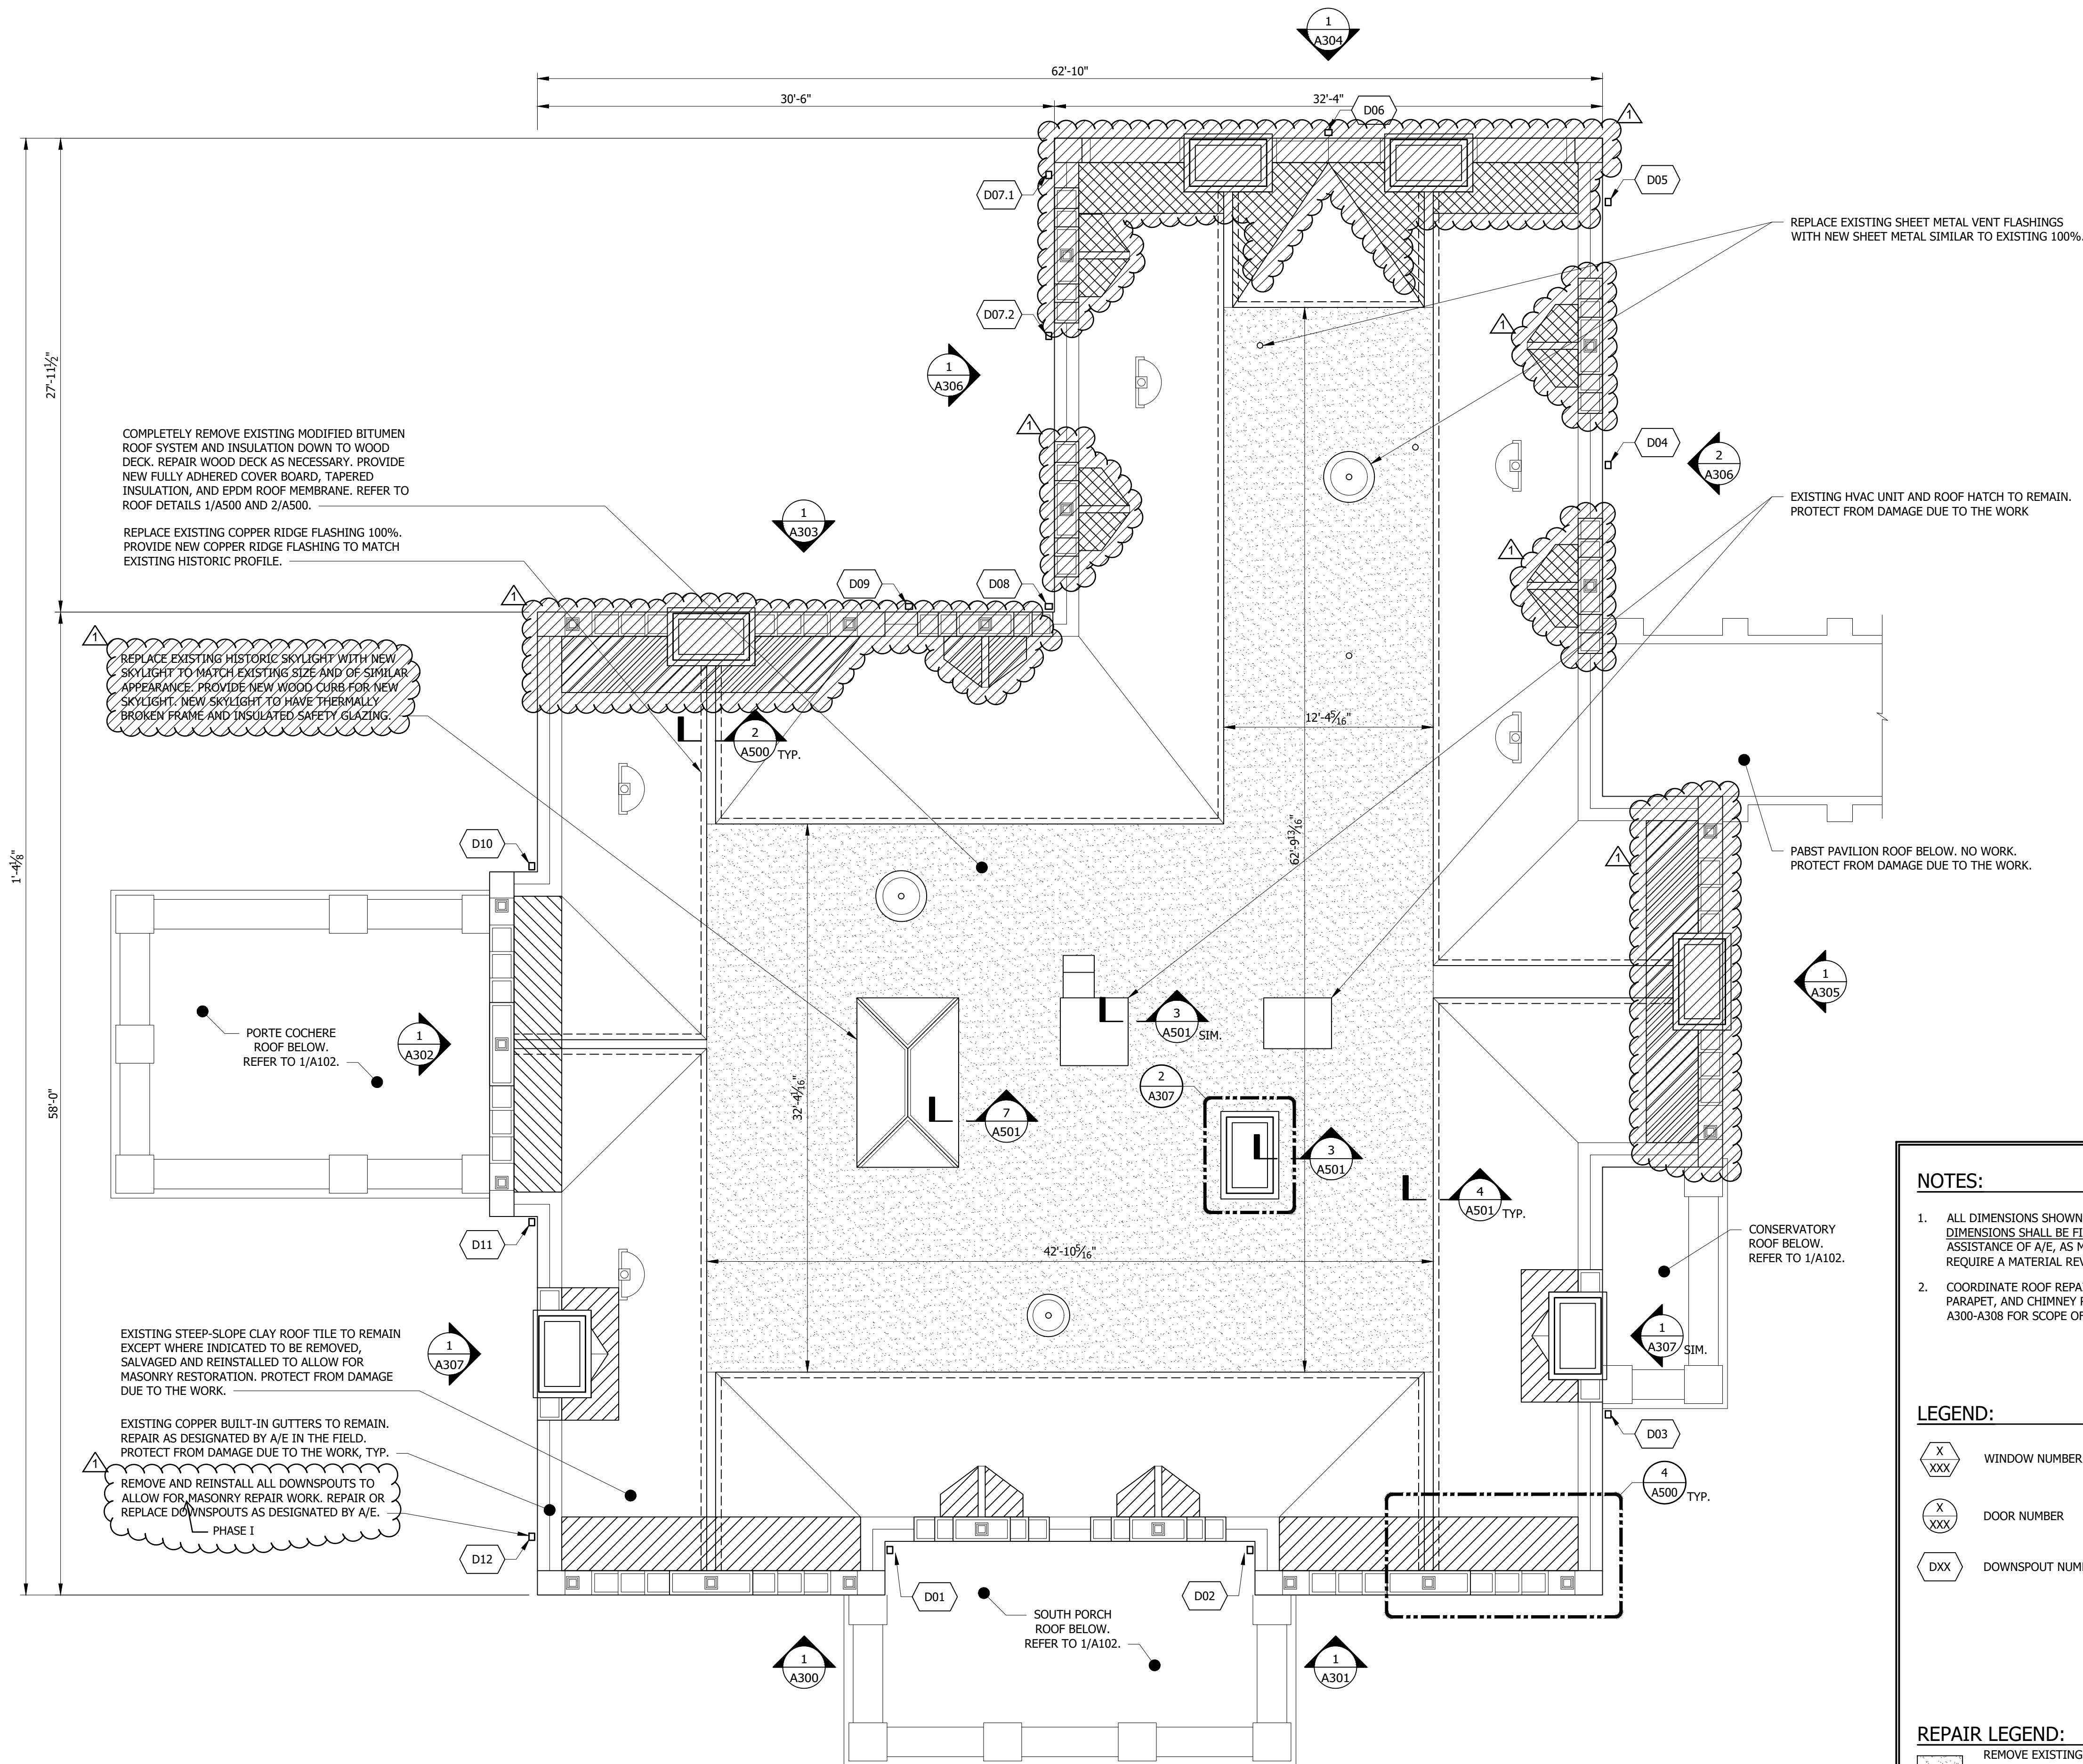 1
A304
62'-10"
30'-6"
32'-4"
D06
1
D07.1
D05
REPLACE EXISTING SHEET METAL VENT FLASHINGS
WITH NEW SHEET METAL SIMILAR TO EXISTING 100%.
D07.2
1
27'-11½"
1
A306
COMPLETELY REMOVE EXISTING MODIFIED BITUMEN
ROOF SYSTEM AND INSULATION DOWN TO WOOD
DECK. REPAIR WOOD DECK AS NECESSARY. PROVIDE
NEW FULLY ADHERED COVER BOARD, TAPERED
INSULATION, AND EPDM ROOF MEMBRANE. REFER TO
ROOF DETAILS 1/A500 AND 2/A500.
1
D04
2
A306
EXISTING HVAC UNIT AND ROOF HATCH TO REMAIN.
PROTECT FROM DAMAGE DUE TO THE WORK
1
A303
REPLACE EXISTING COPPER RIDGE FLASHING 100%.
PROVIDE NEW COPPER RIDGE FLASHING TO MATCH
EXISTING HISTORIC PROFILE.
1
D09
D08
1
1
REPLACE EXISTING HISTORIC SKYLIGHT WITH NEW
SKYLIGHT TO MATCH EXISTING SIZE AND OF SIMILAR
APPEARANCE. PROVIDE NEW WOOD CURB FOR NEW
SKYLIGHT. NEW SKYLIGHT TO HAVE THERMALLY
BROKEN FRAME AND INSULATED SAFETY GLAZING.
2
A500
TYP.
12'-4⁵⁄₁₆"
62'-9¹³⁄₁₆"
D10
1'-4⅛"
1
PABST PAVILION ROOF BELOW. NO WORK.
PROTECT FROM DAMAGE DUE TO THE WORK.
1
A305
PORTE COCHERE
ROOF BELOW.
REFER TO 1/A102.
1
A302
3
A501
SIM.
2
A307
58'-0"
32'-4¹⁄₁₆"
7
A501
3
A501
4
A501
TYP.
D11
42'-10⁵⁄₁₆"
CONSERVATORY
ROOF BELOW.
REFER TO 1/A102.
NOTES:
1. ALL DIMENSIONS SHOWN
DIMENSIONS SHALL BE
ASSISTANCE OF A/E, AS
REQUIRE A MATERIAL
2. COORDINATE ROOF
PARAPET, AND CHIMNEY
A300-A308 FOR SCOPE
EXISTING STEEP-SLOPE CLAY ROOF TILE TO REMAIN
EXCEPT WHERE INDICATED TO BE REMOVED,
SALVAGED AND REINSTALLED TO ALLOW FOR
MASONRY RESTORATION. PROTECT FROM DAMAGE
DUE TO THE WORK.
1
A307
1
A307
SIM.
EXISTING COPPER BUILT-IN GUTTERS TO REMAIN.
REPAIR AS DESIGNATED BY A/E IN THE FIELD.
PROTECT FROM DAMAGE DUE TO THE WORK, TYP.
D03
LEGEND:
X
XXX
WINDOW NUMBER
1
REMOVE AND REINSTALL ALL DOWNSPOUTS TO
ALLOW FOR MASONRY REPAIR WORK. REPAIR OR
REPLACE DOWNSPOUTS AS DESIGNATED BY A/E.
PHASE I
4
A500
TYP.
X
XXX
DOOR NUMBER
D12
D01
D02
DXX
DOWNSPOUT
SOUTH PORCH
ROOF BELOW.
REFER TO 1/A102.
1
A300
1
A301
REPAIR LEGEND:
REMOVE EXISTING